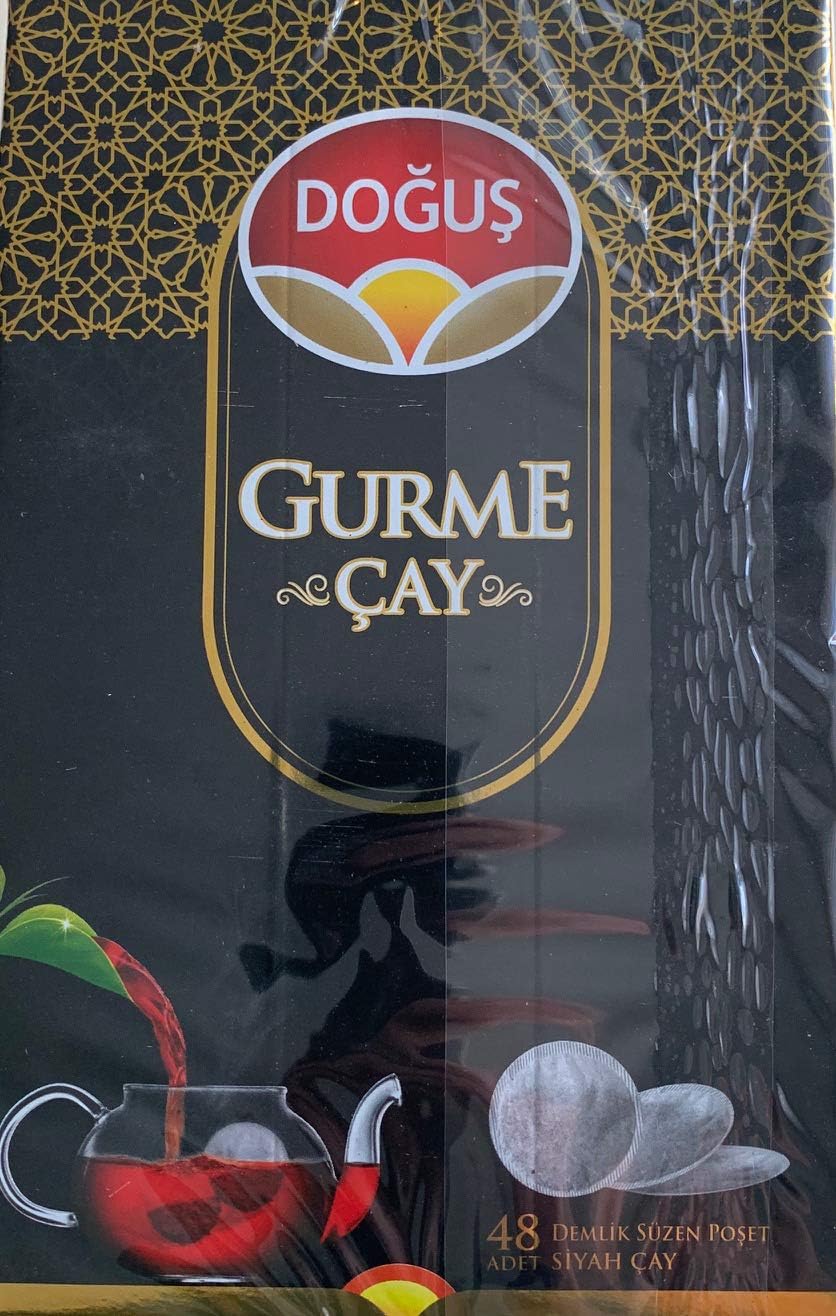 DOĞUŞ
GURME
ÇAY
48 DEMLİK SÜZEN POŞET
ADET SİYAH ÇAY